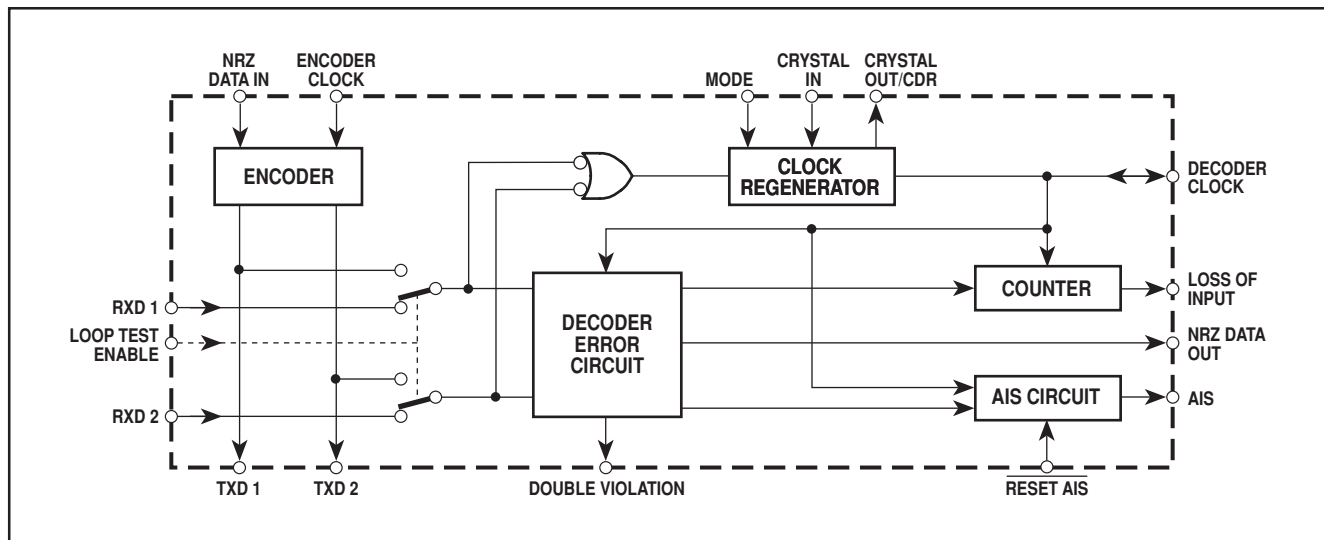 NRZ
DATA IN
ENCODER
CLOCK
MODE
CRYSTAL
IN
CRYSTAL
OUT/CDR
ENCODER
CLOCK
REGENERATOR
DECODER
CLOCK
RXD 1
LOOP TEST
ENABLE
RXD 2
DECODER
ERROR
CIRCUIT
COUNTER
LOSS OF
INPUT
NRZ DATA
OUT
AIS CIRCUIT
AIS
TXD 1
TXD 2
DOUBLE VIOLATION
RESET AIS